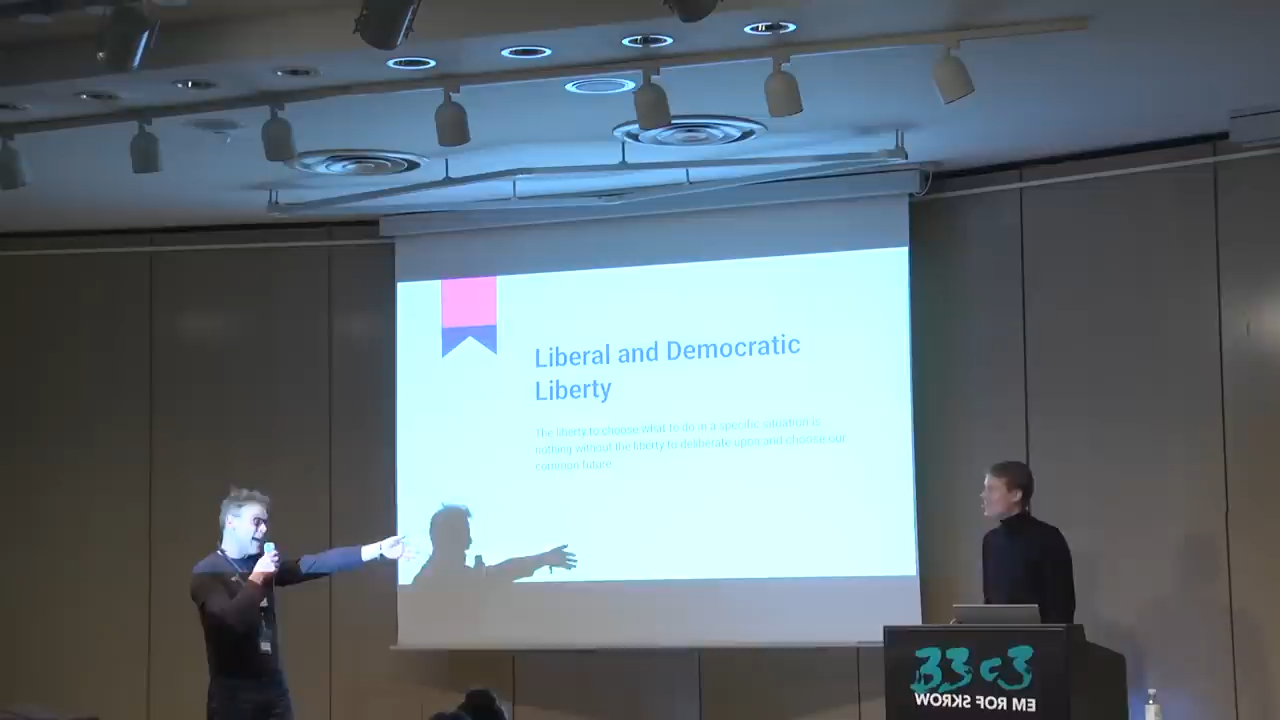 Liberal and Democratic
Liberty
The liberty to choose what to do in a specific situation is
nothing without the liberty to deliberate upon and choose our
common future.
33c3
WORKS FOR ME